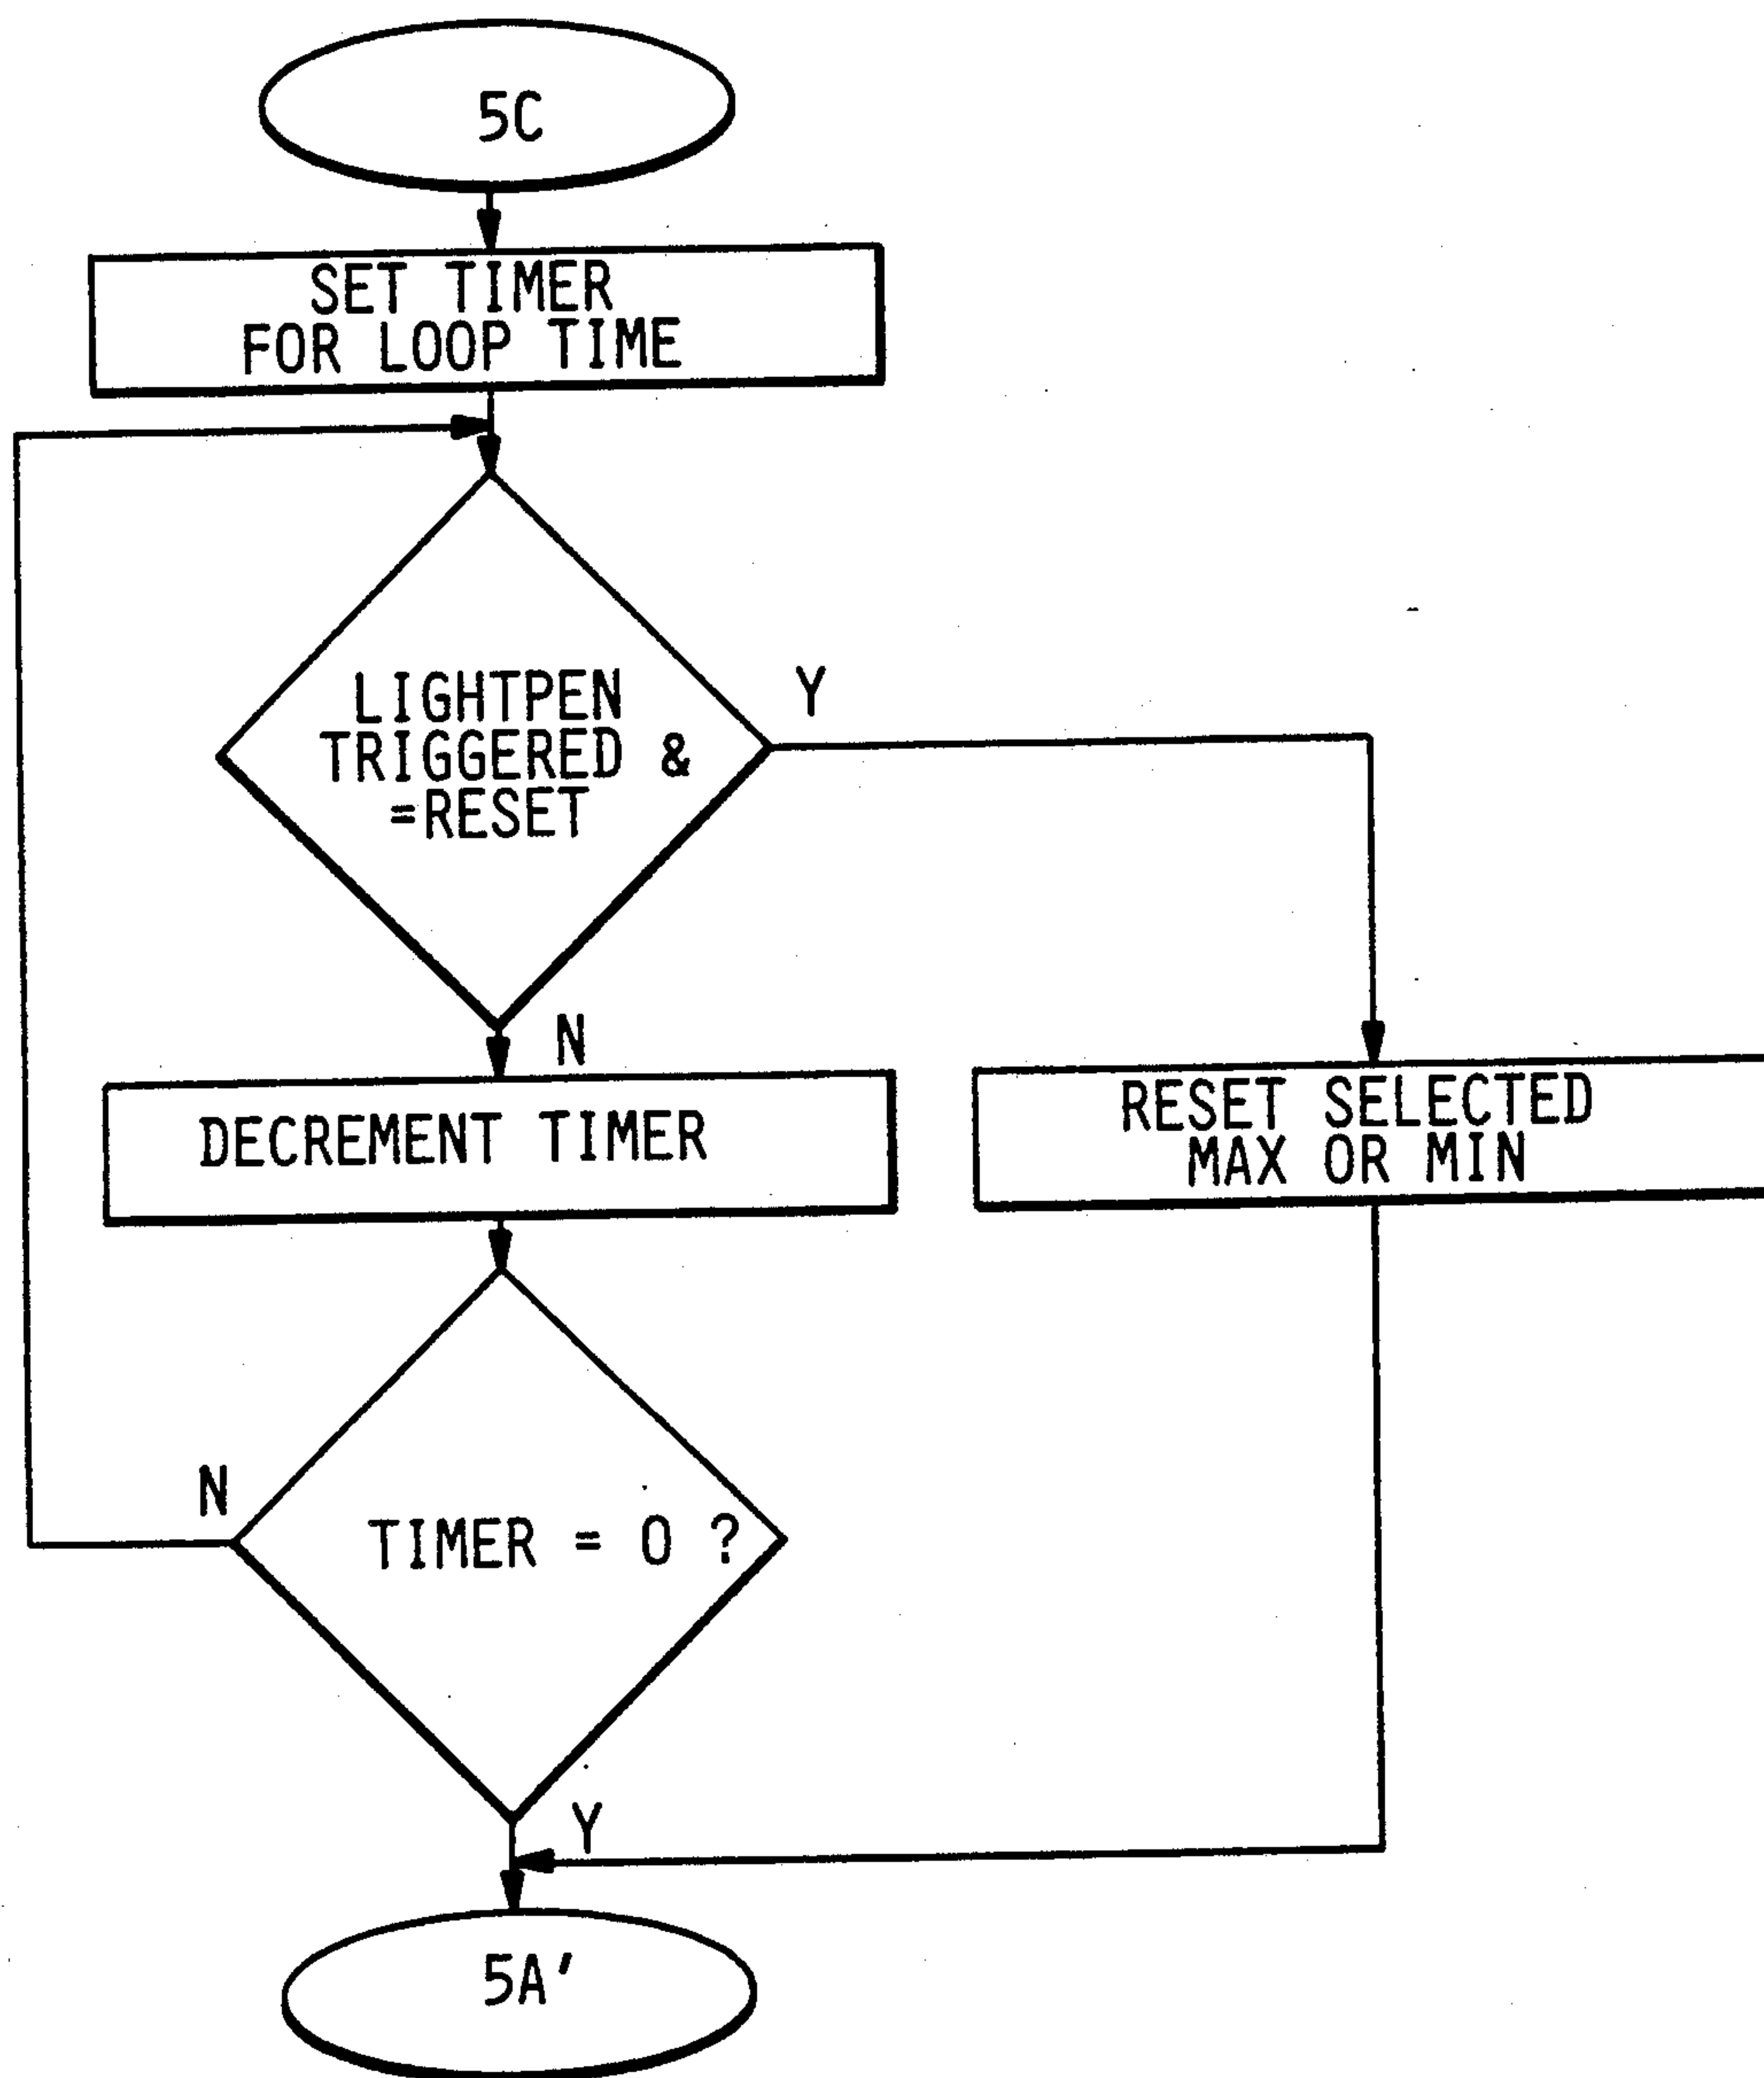 5C
SET TIMER
FOR LOOP TIME
LIGHTPEN
TRIGGERED &
=RESET
Y
N
DECREMENT TIMER
RESET SELECTED
MAX OR MIN
N
TIMER = 0 ?
Y
5A'